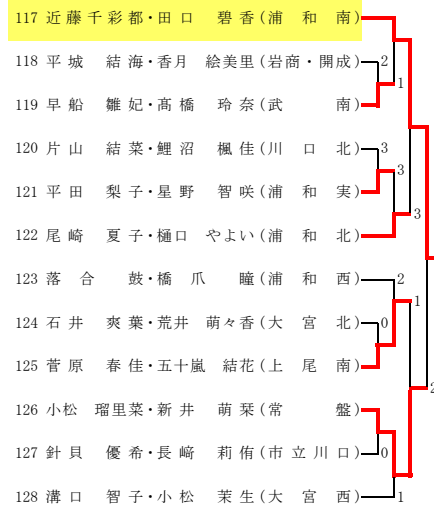 117 近藤千彩都・田口 碧香(浦和南)
118 平城 結海・香月 絵美里(岩商・開成)
2
1
119 早船 雛妃・髙橋 玲奈(武南)
120 片山 結菜・鯉沼 楓佳(川口北)
3
3
121 平田 梨子・星野 智咲(浦和実)
3
122 尾崎 夏子・樋口 やよい(浦和北)
123 落合 鼓・橋爪 瞳(浦和西)
2
1
124 石井 爽葉・荒井 萌々香(大宮北)
0
125 菅原 春佳・五十嵐 結花(上尾南)
2
126 小松 瑠里菜・新井 萌栞(常盤)
127 針貝 優希・長﨑 莉侑(市立川口)
0
128 溝口 智子・小松 茉生(大宮西)
1